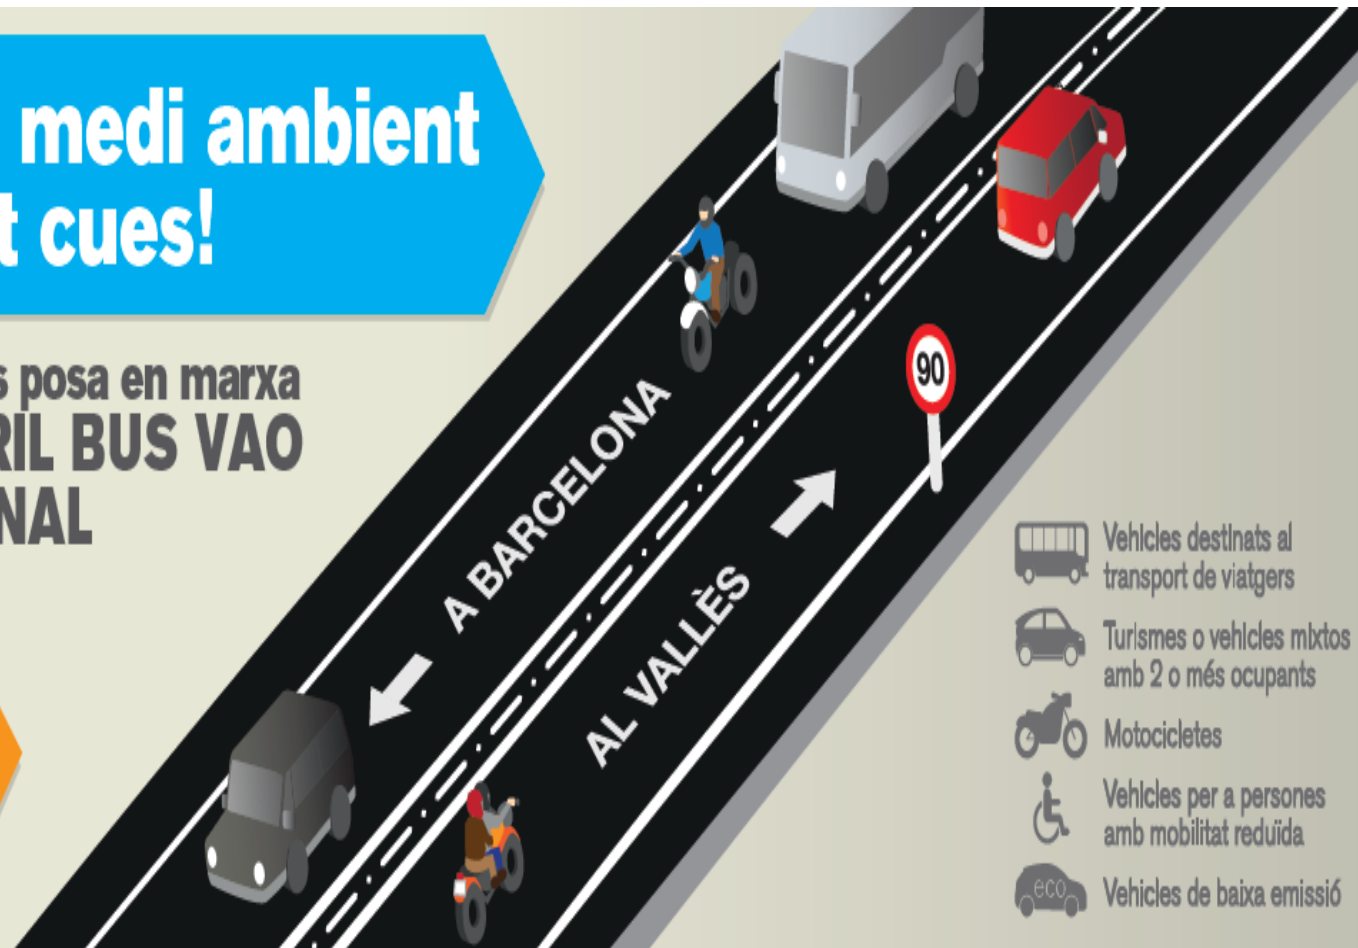 medi ambient
t cues!
s posa en marxa
RIL BUS VAO
NAL
90
A BARCELONA
AL VALLÈS
Vehicles destinats al
transport de viatgers
Turismes o vehicles mixtos
amb 2 o més ocupants
Motocicletes
Vehicles per a persones
amb mobilitat reduïda
eco
Vehicles de baixa emissió